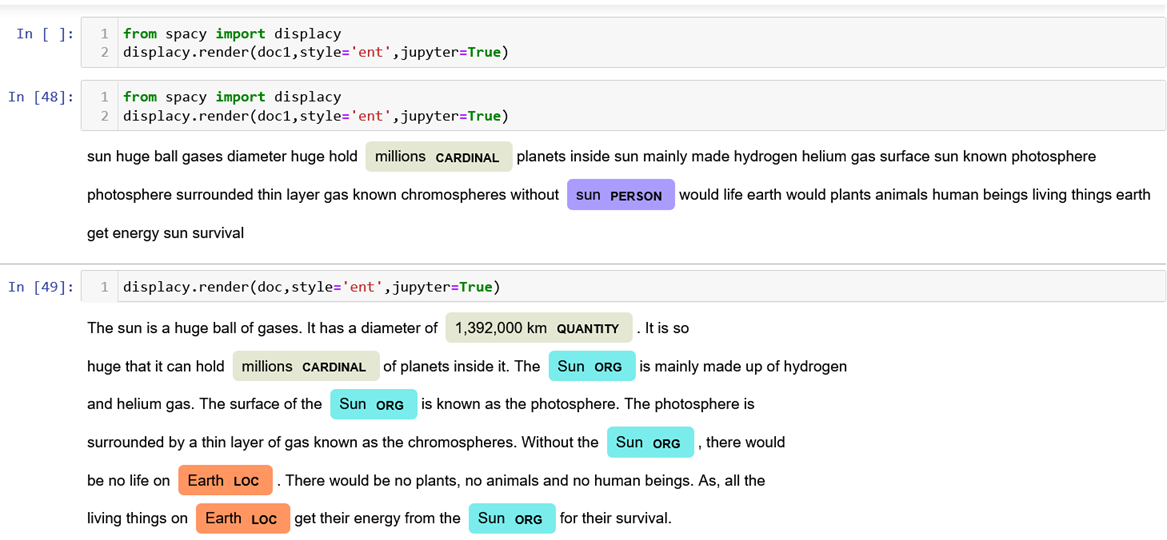 In [ ]:
1 from spacy import displacy
2 displacy.render(doc1,style='ent',jupyter=True)
In [48]:
1 from spacy import displacy
2 displacy.render(doc1,style='ent',jupyter=True)
sun huge ball gases diameter huge hold millions CARDINAL planets inside sun mainly made hydrogen helium gas surface sun known photosphere
photosphere surrounded thin layer gas known chromospheres without sun PERSON would life earth would plants animals human beings living things earth
get energy sun survival
In [49]:
1 displacy.render(doc,style='ent',jupyter=True)
The sun is a huge ball of gases. It has a diameter of 1,392,000 km QUANTITY . It is so
huge that it can hold millions CARDINAL of planets inside it. The Sun ORG is mainly made up of hydrogen
and helium gas. The surface of the Sun ORG is known as the photosphere. The photosphere is
surrounded by a thin layer of gas known as the chromospheres. Without the Sun ORG , there would
be no life on Earth LOC . There would be no plants, no animals and no human beings. As, all the
living things on Earth LOC get their energy from the Sun ORG for their survival.